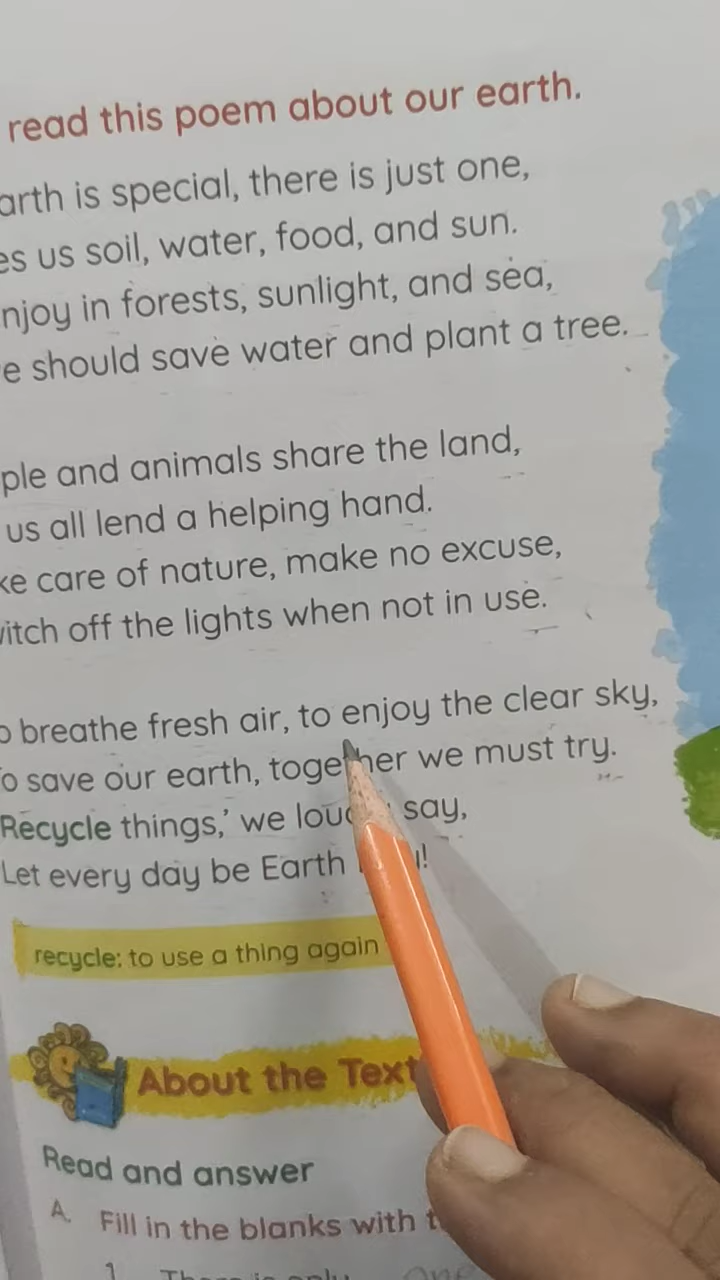 read this poem about our earth.
arth is special, there is just one,
es us soil, water, food, and sun.
njoy in forests, sunlight, and sea,
e should save water and plant a tree.
ple and animals share the land,
us all lend a helping hand.
ke care of nature, make no excuse,
itch off the lights when not in use.
o breathe fresh air, to enjoy the clear sky,
o save our earth, together we must try.
Recycle things,' we say,
Let every day be Earth
recycle: to use a thing again
About the Text
Read and answer
A. Fill in the blanks with
1. There is only One